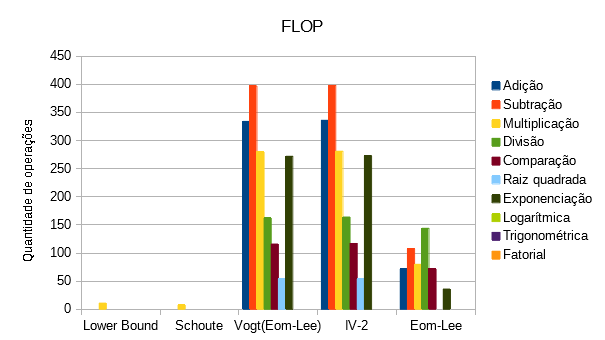 FLOP
Quantidade de operações
450
400
350
300
250
200
150
100
50
0
Lower Bound
Schoute
Vogt(Eom-Lee)
IV-2
Eom-Lee
Adição
Subtração
Multiplicação
Divisão
Comparação
Raiz quadrada
Exponenciação
Logarítmica
Trigonométrica
Fatorial